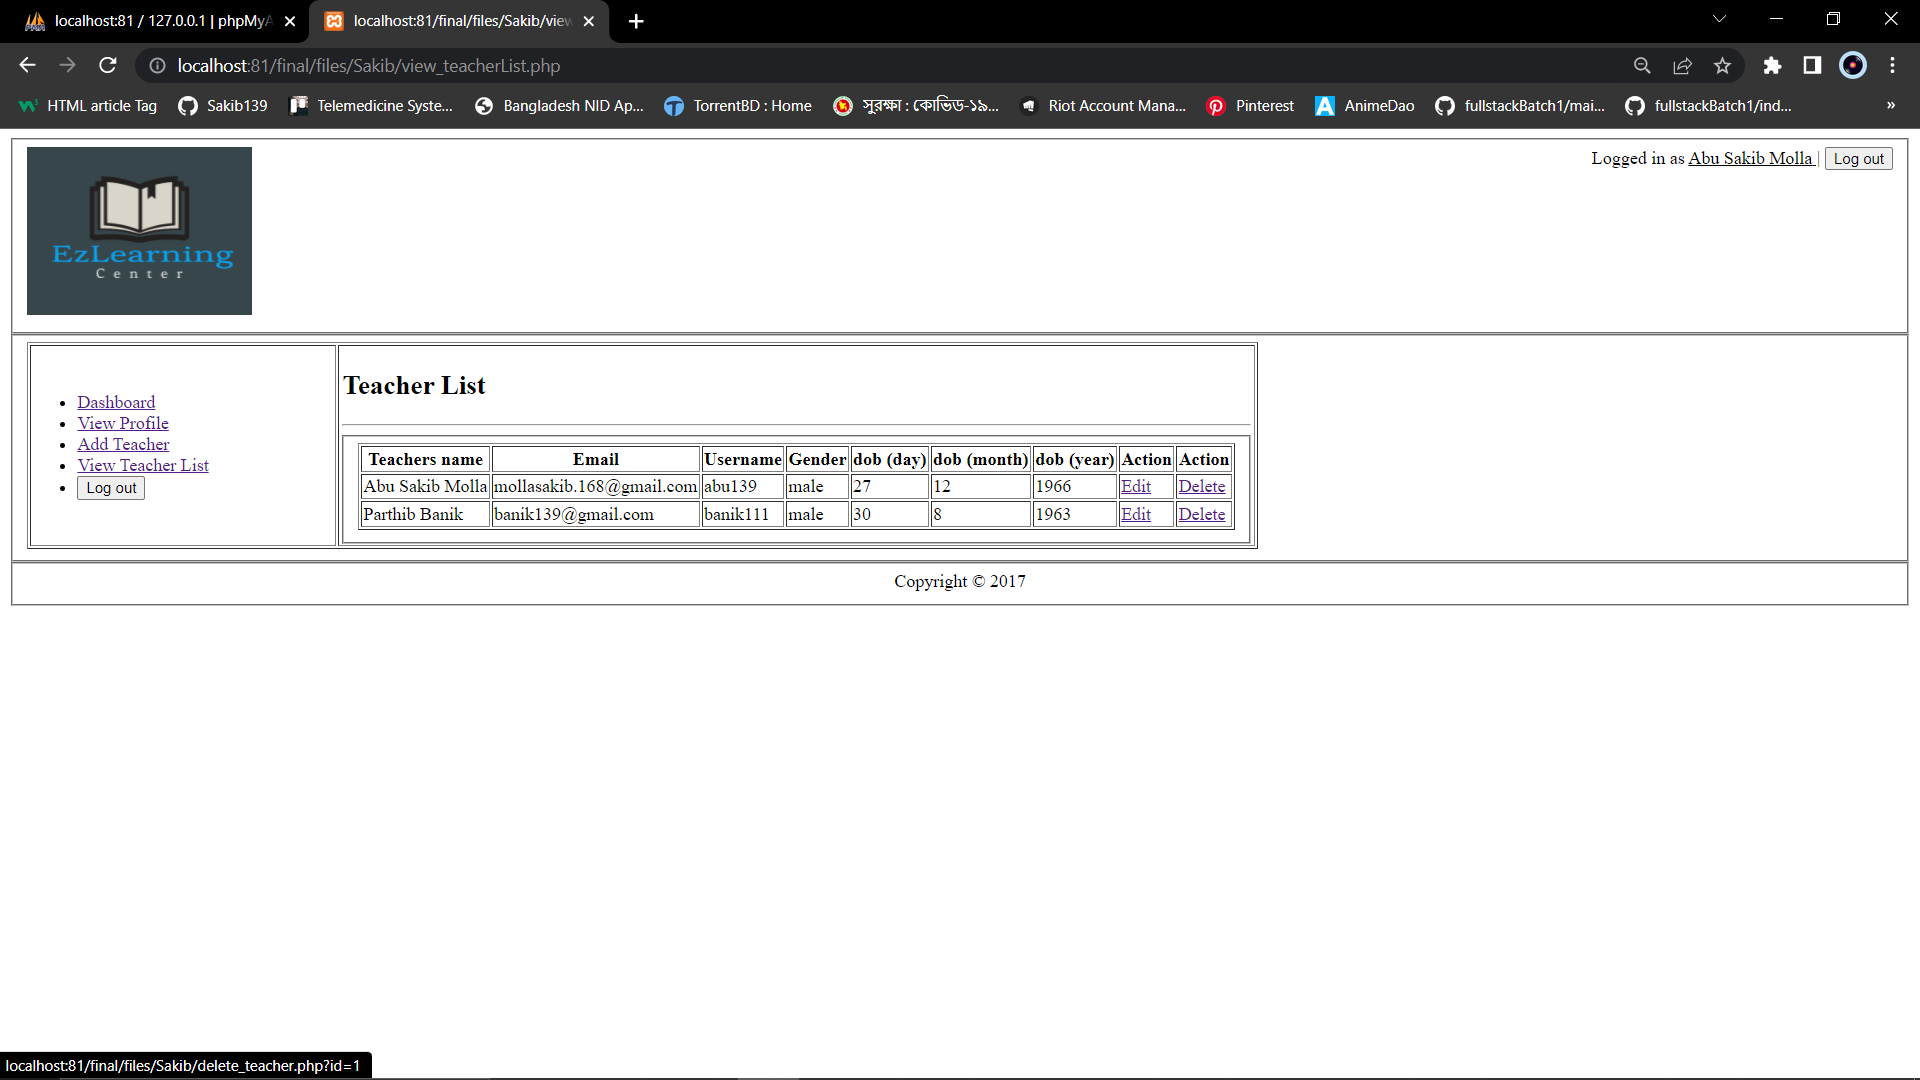 localhost:81 / 127.0.0.1 | phpMyA
localhost:81/final/files/Sakib/view
localhost:81/final/files/Sakib/view_teacherList.php
HTML article Tag
Sakib139
Telemedicine Syste...
Bangladesh NID Ap...
TorrentBD : Home
সুরক্ষা : কোভিড-১৯...
Riot Account Mana...
Pinterest
AnimeDao
fullstackBatch1/mai...
fullstackBatch1/ind...
»
EzLearning
Center
Logged in as Abu Sakib Molla | Log out
Dashboard
View Profile
Add Teacher
View Teacher List
Log out
Teacher List
Teachers name Email Username Gender dob (day) dob (month) dob (year) Action Action
Abu Sakib Molla mollasakib.168@gmail.com abu139 male 27 12 1966 Edit Delete
Parthib Banik banik139@gmail.com banik111 male 30 8 1963 Edit Delete
Copyright © 2017
localhost:81/final/files/Sakib/delete_teacher.php?id=1